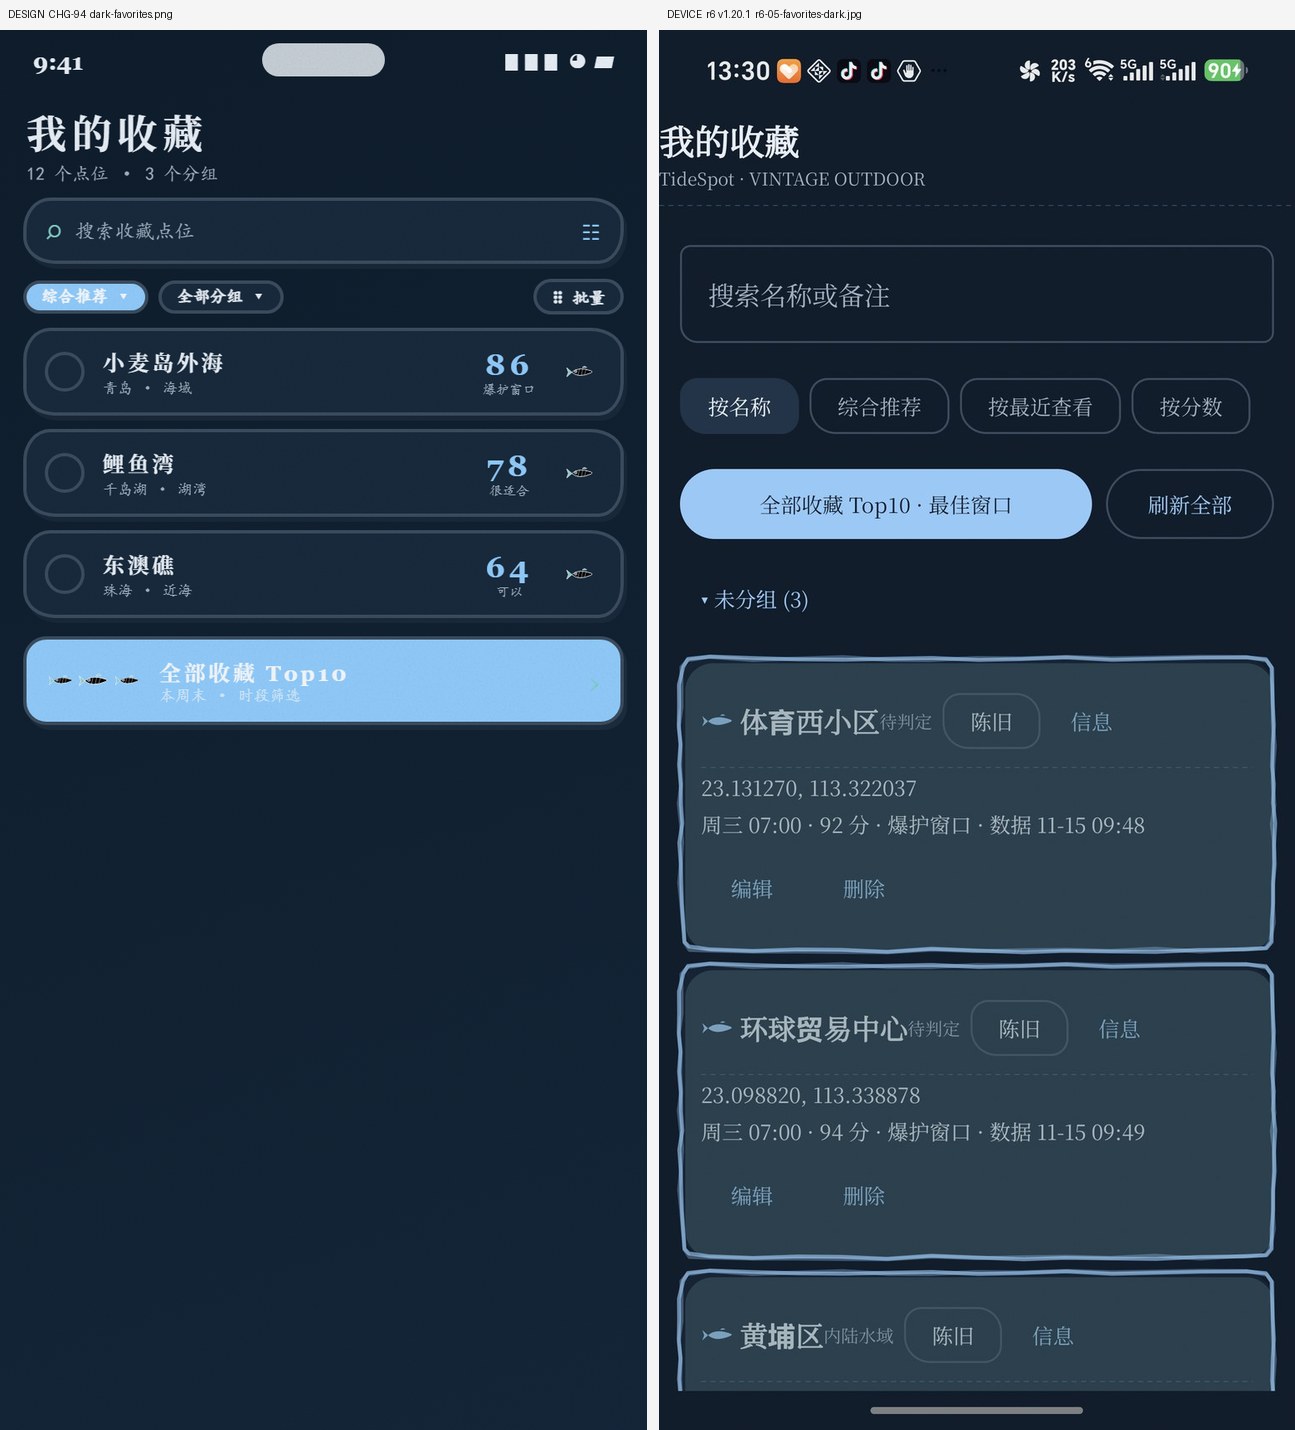 DESIGN CHG-94 dark-favorites.png
9:41
我的收藏
12 个点位 • 3 个分组
搜索收藏点位
综合推荐 ▼
全部分组 ▼
批量
小麦岛外海
青岛 • 海域
86
爆护窗口
鲤鱼湾
千岛湖 • 湖湾
78
很适合
东澳礁
珠海 • 近海
64
可以
全部收藏 Top10
本周末 • 时段筛选
DEVICE r6 v1.20.1 r6-05-favorites-dark.jpg
13:30 ··· 203 K/s 6 5G 5G 90
我的收藏
TideSpot · VINTAGE OUTDOOR
搜索名称或备注
按名称 综合推荐 按最近查看 按分数
全部收藏 Top10 · 最佳窗口 刷新全部
▾ 未分组 (3)
体育西小区 待判定 陈旧 信息
23.131270, 113.322037
周三 07:00 · 92 分 · 爆护窗口 · 数据 11-15 09:48
编辑 删除
环球贸易中心 待判定 陈旧 信息
23.098820, 113.338878
周三 07:00 · 94 分 · 爆护窗口 · 数据 11-15 09:49
编辑 删除
黄埔区 内陆水域 陈旧 信息